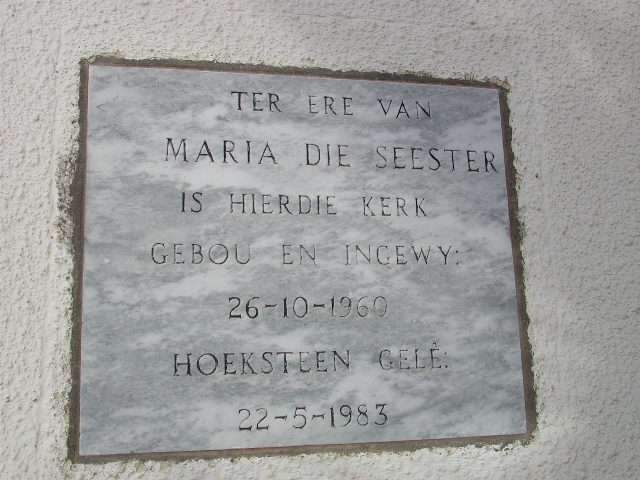 TER ERE VAN
MARIA DIE SEESTER
IS HIERDIE KERK
GEBOU EN INGEWY:
26-10-1960
HOEKSTEEN GELÊ:
22-5-1983